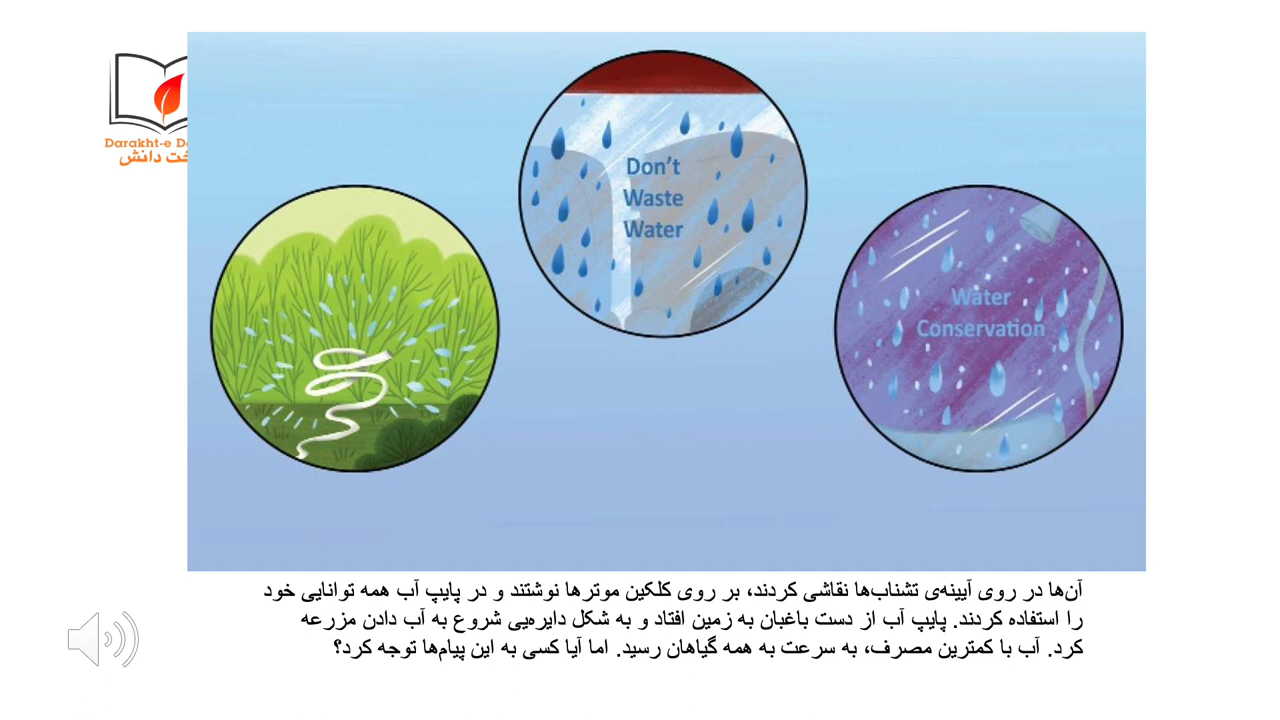 Darakht-e D
خت دانش
Don't
Waste
Water
Water
Conservation
آن‌ها در روی آیینه‌ی تشناب‌ها نقاشی کردند، بر روی کلکین موترها نوشتند و در پایپ آب همه توانایی خود
را استفاده کردند. پایپ آب از دست باغبان به زمین افتاد و به شکل دایره‌یی شروع به آب دادن مزرعه
کرد. آب با کمترین مصرف، به سرعت به همه گیاهان رسید. اما آیا کسی به این پیام‌ها توجه کرد؟